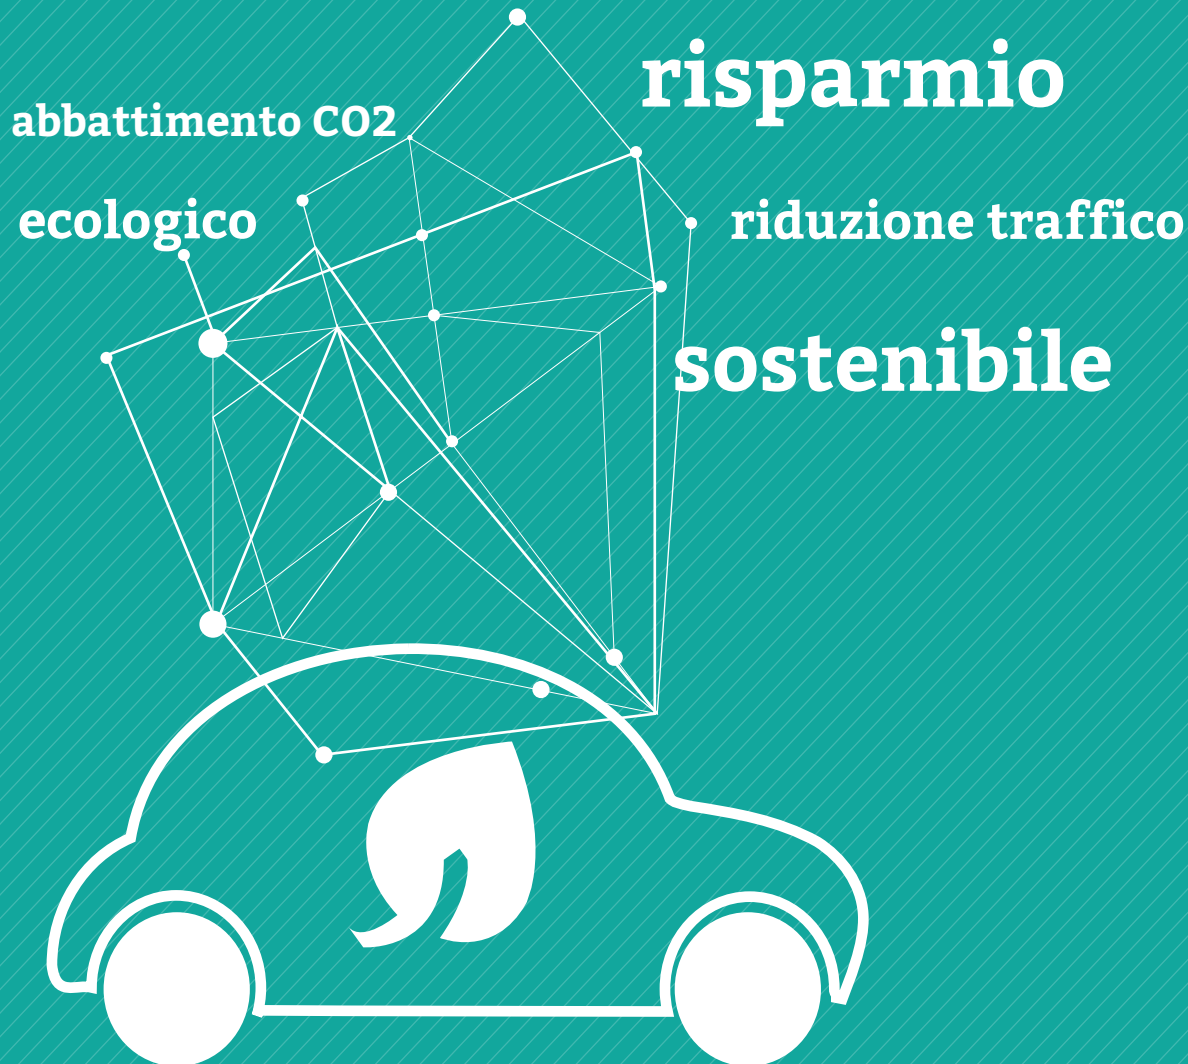 risparmio
abbattimento CO2
ecologico
riduzione traffico
sostenibile